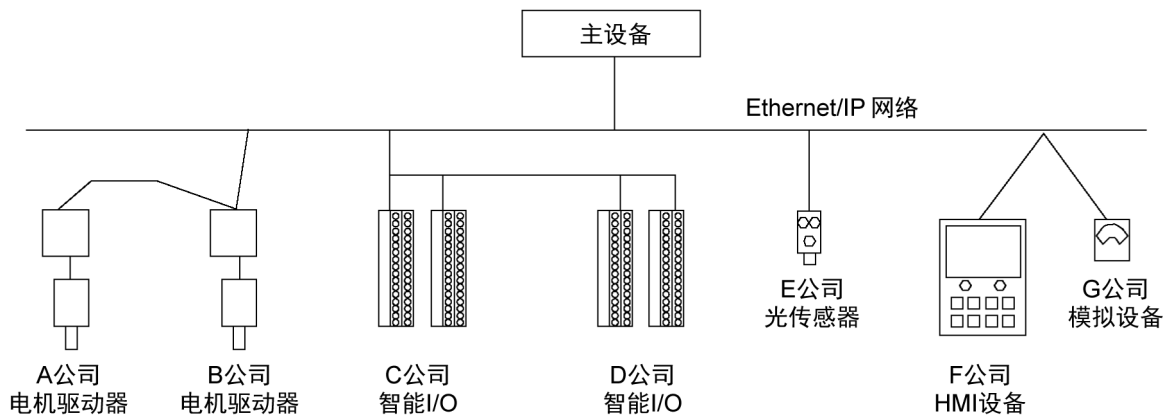 主设备
Ethernet/IP 网络
A公司
电机驱动器
B公司
电机驱动器
C公司
智能I/O
D公司
智能I/O
E公司
光传感器
F公司
HMI设备
G公司
模拟设备